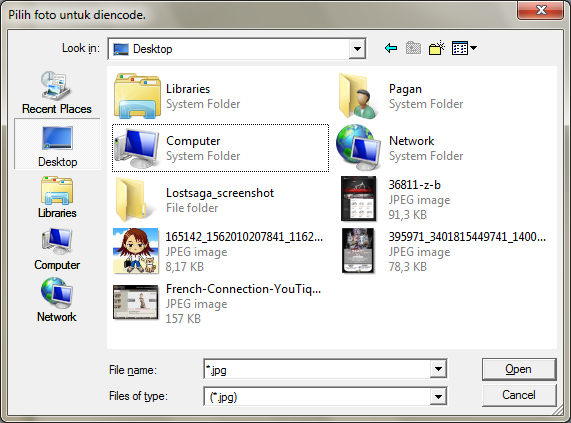 Pilih foto untuk diencode.
Look in:
Desktop
Recent Places
Desktop
Libraries
Computer
Network
Libraries
System Folder
Pagan
System Folder
Computer
System Folder
Network
System Folder
Lostsaga_screenshot
File folder
36811-z-b
JPEG image
91,3 KB
165142_1562010207841_1162...
JPEG image
8,17 KB
395971_3401815449741_1400...
JPEG image
78,3 KB
French-Connection-YouTiq...
JPEG image
157 KB
File name:
*.jpg
Open
Files of type:
(*.jpg)
Cancel